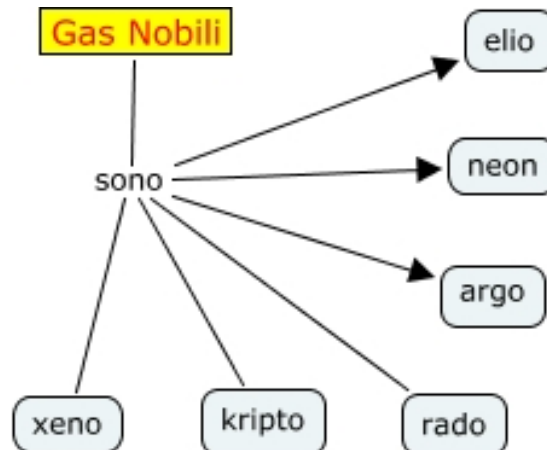 Gas Nobili
elio
sono
neon
argo
xeno
kripto
rado